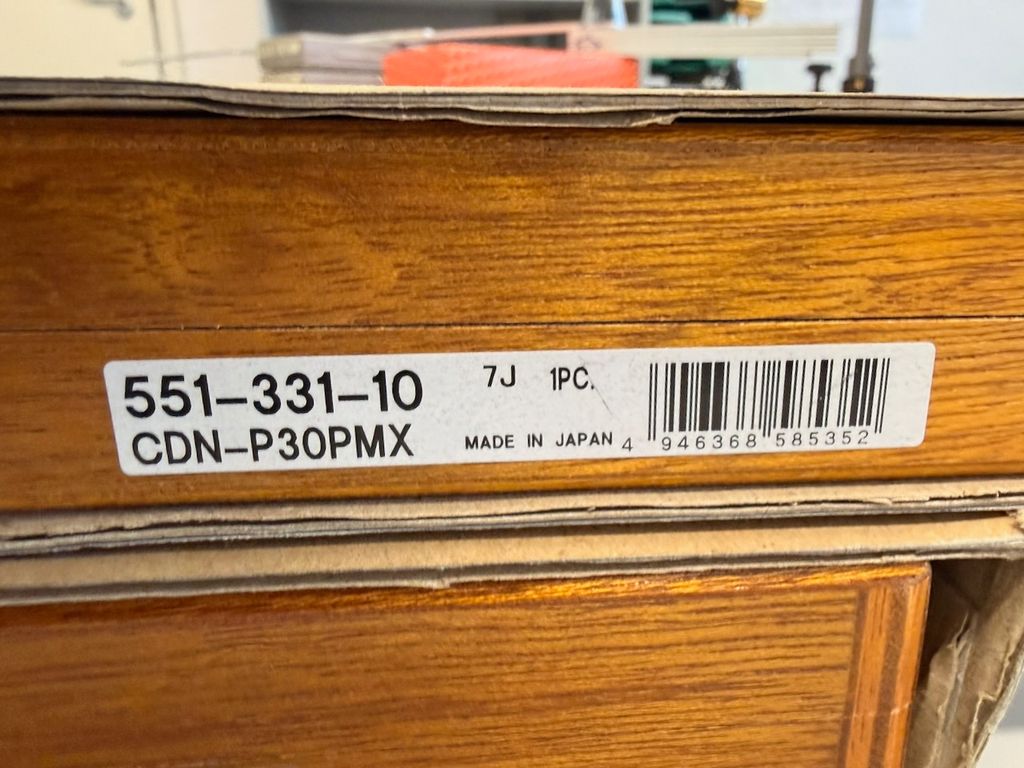 551-331-10 7J 1PC.
CDN-P30PMX MADE IN JAPAN 4 946368 585352